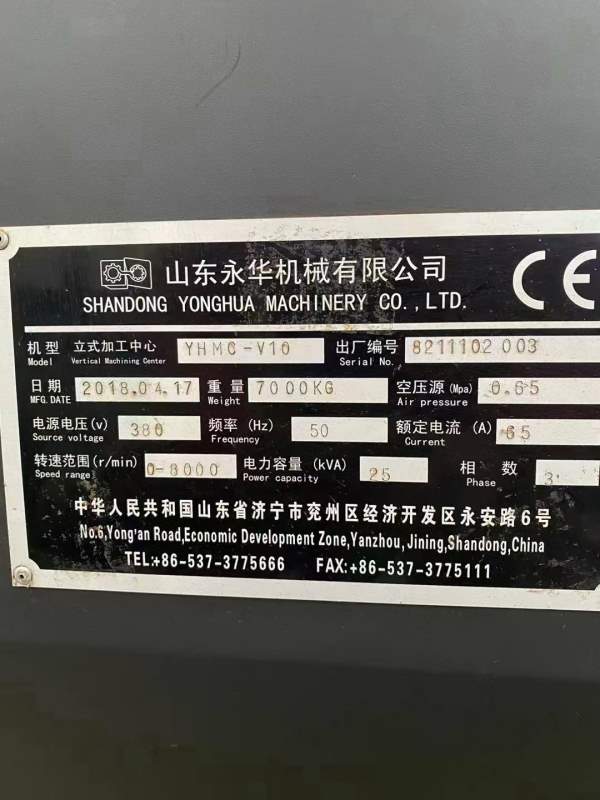 山东永华机械有限公司
SHANDONG YONGHUA MACHINERY CO.,LTD.
CE
机型 立式加工中心 YHMC-V10 出厂编号 8211102 003
Model Vertical Machining Center Serial No.
日期 2018.04.17 重量 7000KG 空压源(Mpa) 0.65
MFG. DATE Weight Air pressure
电源电压(v) 380 频率(Hz) 50 额定电流(A) 65
Source voltage Frequency Current
转速范围(r/min) 0-8000 电力容量(kVA) 25 相数 3
Speed range Power capacity Phase
中华人民共和国山东省济宁市兖州区经济开发区永安路6号
No.6,Yong'an Road,Economic Development Zone,Yanzhou,Jining,Shandong,China
TEL:+86-537-3775666 FAX:+86-537-3775111